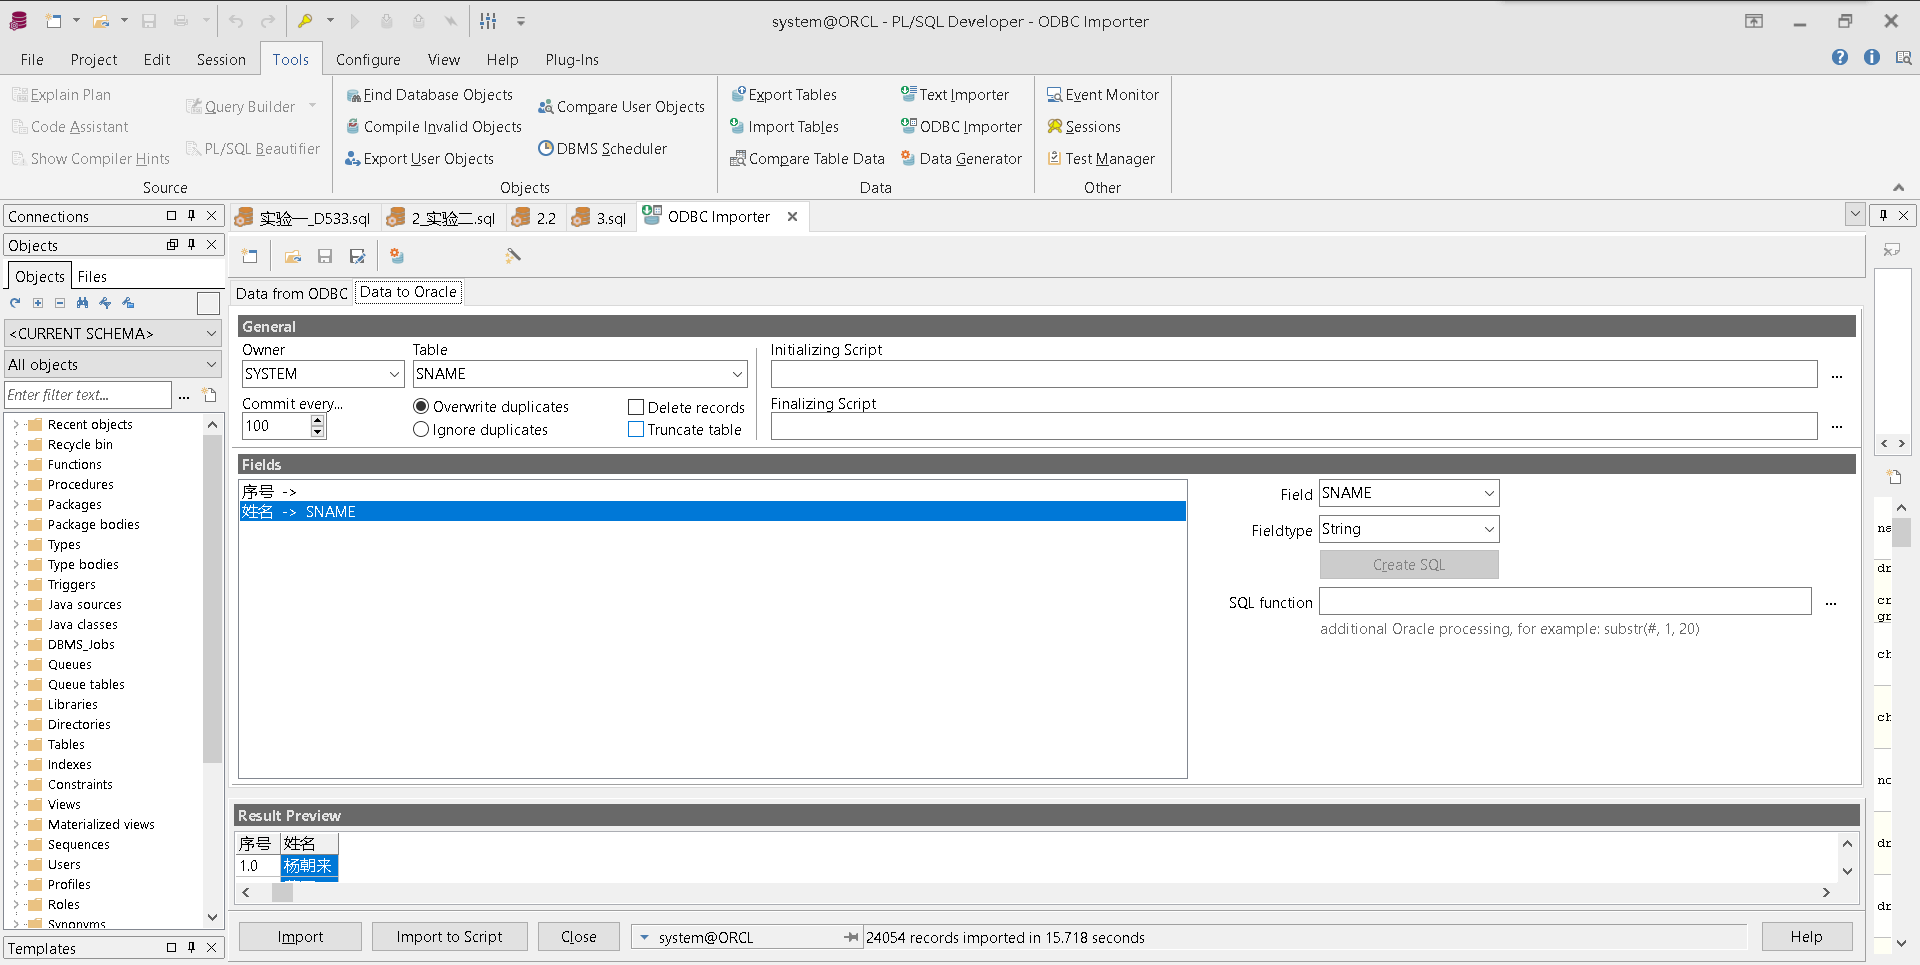 system@ORCL - PL/SQL Developer - ODBC Importer
File Project Edit Session Tools Configure View Help Plug-Ins
Explain Plan
Code Assistant
Show Compiler Hints
Query Builder
PL/SQL Beautifier
Source
Find Database Objects
Compile Invalid Objects
Export User Objects
Compare User Objects
DBMS Scheduler
Objects
Export Tables
Import Tables
Compare Table Data
Text Importer
ODBC Importer
Data Generator
Data
Event Monitor
Sessions
Test Manager
Other
Connections
Objects
Objects Files
<CURRENT SCHEMA>
All objects
Enter filter text...
Recent objects
Recycle bin
Functions
Procedures
Packages
Package bodies
Types
Type bodies
Triggers
Java sources
Java classes
DBMS_Jobs
Queues
Queue tables
Libraries
Directories
Tables
Indexes
Constraints
Views
Materialized views
Sequences
Users
Profiles
Roles
Synonyms
Templates
实验一_D533.sql 2_实验二.sql 2.2 3.sql ODBC Importer
Data from ODBC Data to Oracle
General
Owner Table Initializing Script
SYSTEM SNAME
Commit every... Overwrite duplicates Delete records Finalizing Script
100 Ignore duplicates Truncate table
Fields
序号 ->
姓名 -> SNAME
Field SNAME
Fieldtype String
Create SQL
SQL function
additional Oracle processing, for example: substr(#, 1, 20)
Result Preview
序号 姓名
1.0 杨朝来
Import Import to Script Close system@ORCL 24054 records imported in 15.718 seconds Help
dr
cr
gr
ch
ch
nc
dr
dr